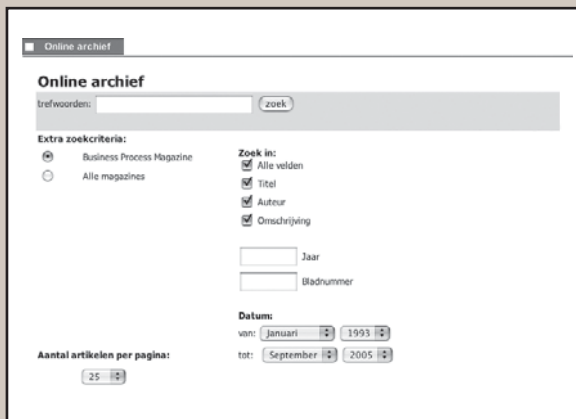 Online archief
Online archief
trefwoorden: zoek
Extra zoekcriteria:
Business Process Magazine
Alle magazines
Zoek in:
Alle velden
Titel
Auteur
Omschrijving
Jaar
Bladnummer
Datum:
van: Januari 1993
tot: September 2005
Aantal artikelen per pagina:
25